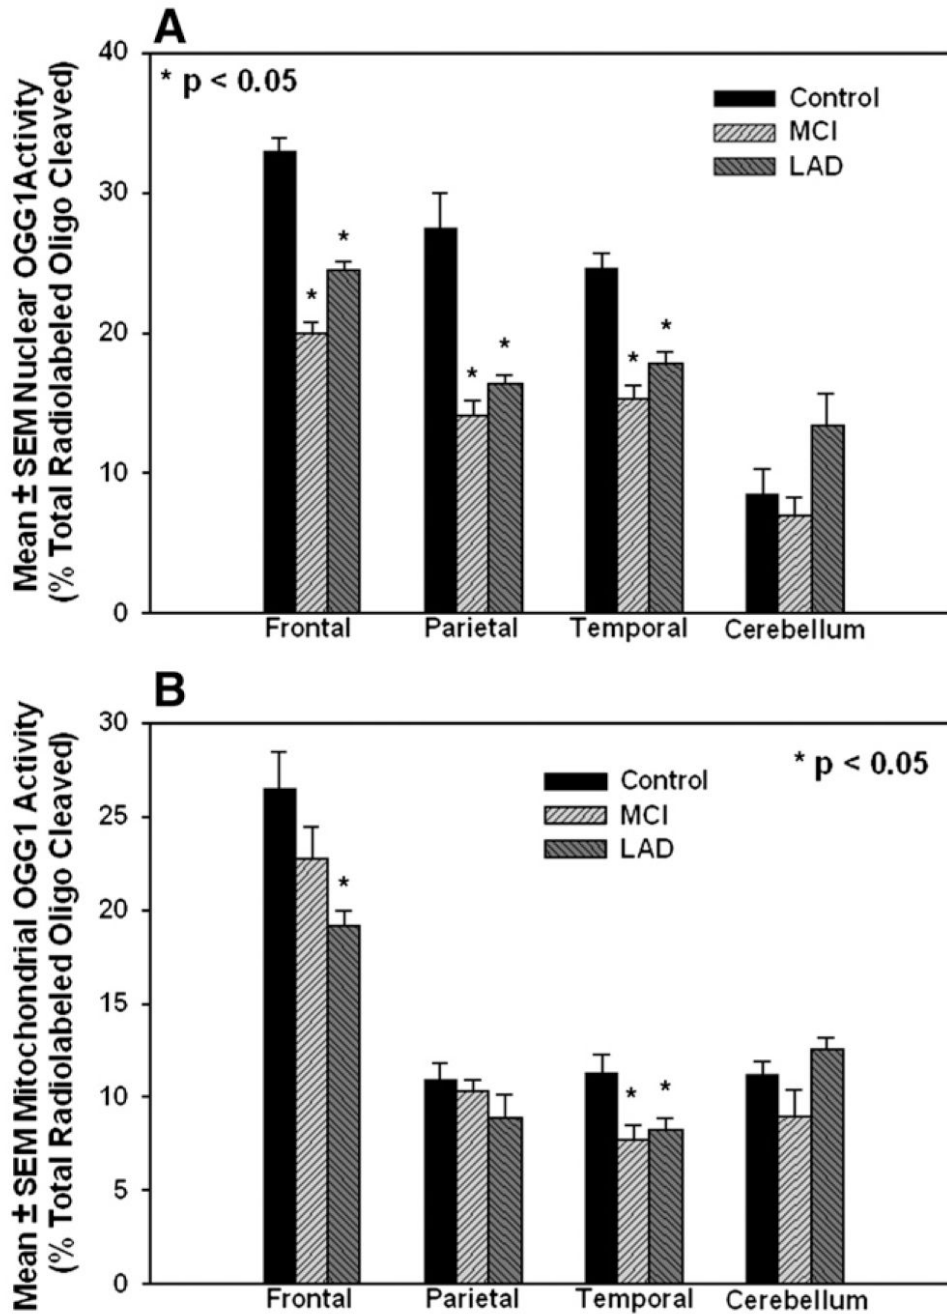 A
Mean ± SEM Nuclear OGG1 Activity
(% Total Radiolabeled Oligo Cleaved)
40
30
20
10
0
* p < 0.05
Control
MCI
LAD
*
*
*
*
*
*
Frontal
Parietal
Temporal
Cerebellum
B
Mean ± SEM Mitochondrial OGG1 Activity
(% Total Radiolabeled Oligo Cleaved)
30
25
20
15
10
5
0
* p < 0.05
Control
MCI
LAD
*
*
*
Frontal
Parietal
Temporal
Cerebellum